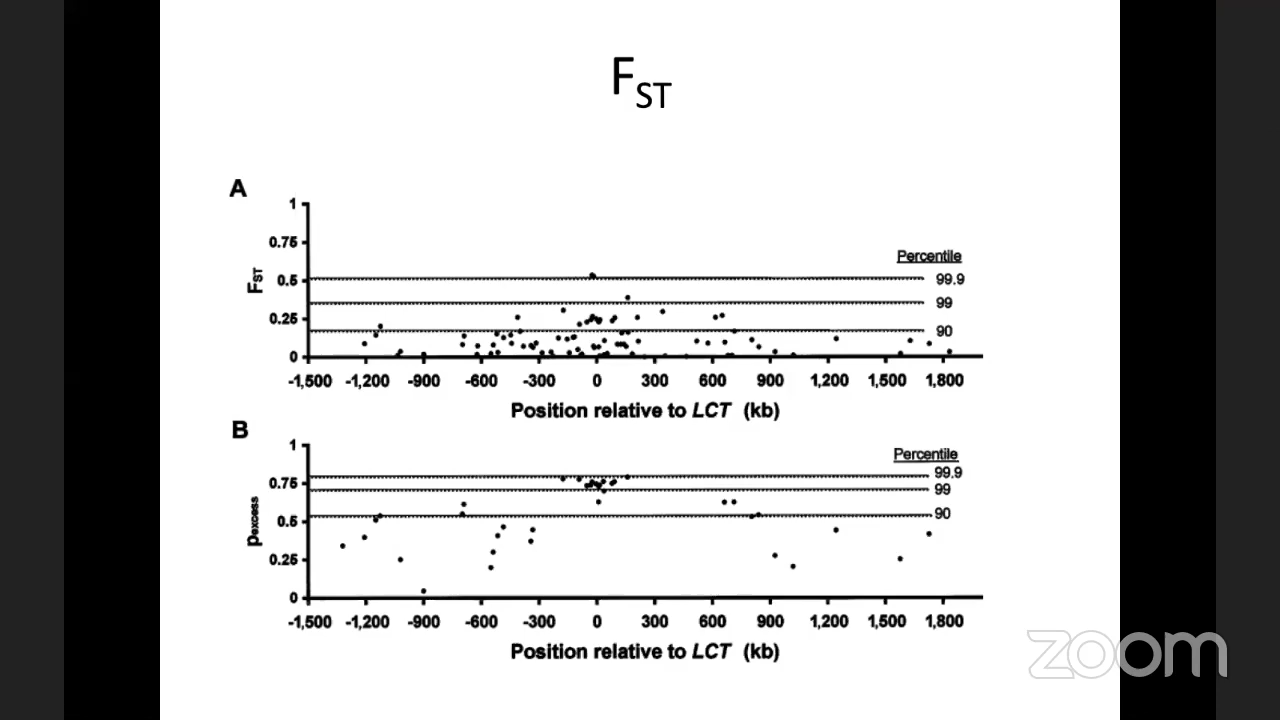 F_ST
A
1
0.75
0.5
0.25
0
F_ST
Percentile
99.9
99
90
-1,500 -1,200 -900 -600 -300 0 300 600 900 1,200 1,500 1,800
Position relative to LCT (kb)
B
1
0.75
0.5
0.25
0
p_excess
Percentile
99.9
99
90
-1,500 -1,200 -900 -600 -300 0 300 600 900 1,200 1,500 1,800
Position relative to LCT (kb)
zoom